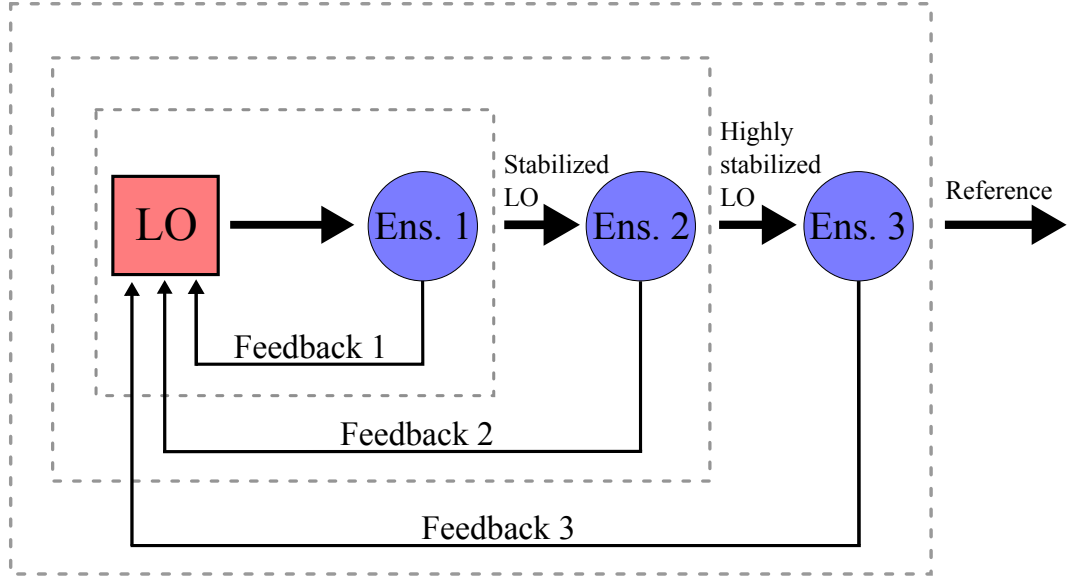 LO
Ens. 1
Stabilized
LO
Ens. 2
Highly
stabilized
LO
Ens. 3
Reference
Feedback 1
Feedback 2
Feedback 3